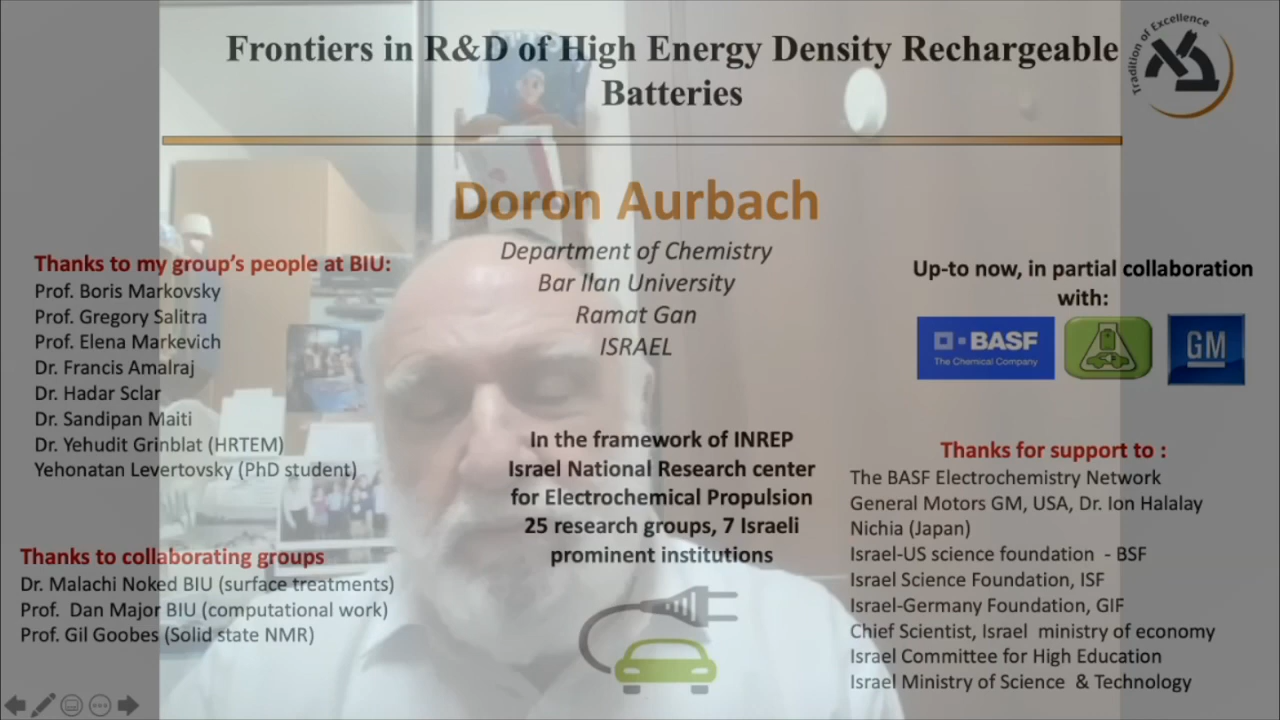 Frontiers in R&D of High Energy Density Rechargeable
Batteries
Tradition of Excellence
Doron Aurbach
Department of Chemistry
Bar Ilan University
Ramat Gan
ISRAEL
Thanks to my group's people at BIU:
Prof. Boris Markovsky
Prof. Gregory Salitra
Prof. Elena Markevich
Dr. Francis Amalraj
Dr. Hadar Sclar
Dr. Sandipan Maiti
Dr. Yehudit Grinblat (HRTEM)
Yehonatan Levertovsky (PhD student)
Thanks to collaborating groups
Dr. Malachi Noked BIU (surface treatments)
Prof. Dan Major BIU (computational work)
Prof. Gil Goobes (Solid state NMR)
In the framework of INREP
Israel National Research center
for Electrochemical Propulsion
25 research groups, 7 Israeli
prominent institutions
Up-to now, in partial collaboration
with:
BASF
The Chemical Company
GM
Thanks for support to :
The BASF Electrochemistry Network
General Motors GM, USA, Dr. Ion Halalay
Nichia (Japan)
Israel-US science foundation - BSF
Israel Science Foundation, ISF
Israel-Germany Foundation, GIF
Chief Scientist, Israel ministry of economy
Israel Committee for High Education
Israel Ministry of Science & Technology